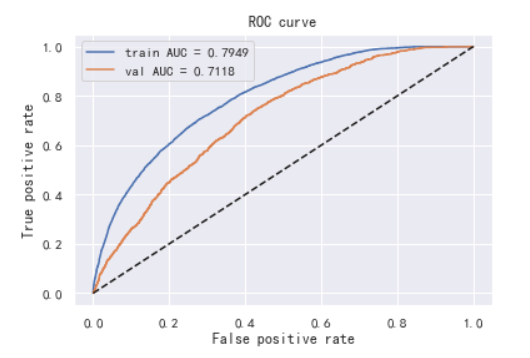 ROC curve
train AUC = 0.7949
val AUC = 0.7118
True positive rate
1.0
0.8
0.6
0.4
0.2
0.0
0.0 0.2 0.4 0.6 0.8 1.0
False positive rate